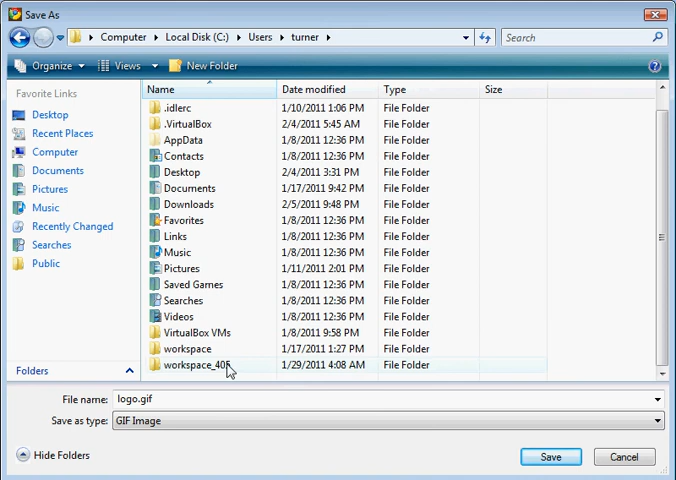 Save As
Computer Local Disk (C:) Users turner Search
Organize Views New Folder
Favorite Links
Desktop
Recent Places
Computer
Documents
Pictures
Music
Recently Changed
Searches
Public
Folders
Name Date modified Type Size
.idlerc 1/10/2011 1:06 PM File Folder
.VirtualBox 2/4/2011 5:45 AM File Folder
AppData 1/8/2011 12:36 PM File Folder
Contacts 1/8/2011 12:36 PM File Folder
Desktop 2/4/2011 3:31 PM File Folder
Documents 1/17/2011 9:42 PM File Folder
Downloads 2/5/2011 9:48 PM File Folder
Favorites 1/8/2011 12:36 PM File Folder
Links 1/8/2011 12:36 PM File Folder
Music 1/8/2011 12:36 PM File Folder
Pictures 1/11/2011 2:01 PM File Folder
Saved Games 1/8/2011 12:36 PM File Folder
Searches 1/8/2011 12:36 PM File Folder
Videos 1/8/2011 12:36 PM File Folder
VirtualBox VMs 1/8/2011 9:58 PM File Folder
workspace 1/17/2011 1:27 PM File Folder
workspace_405 1/29/2011 4:08 AM File Folder
File name: logo.gif
Save as type: GIF Image
Hide Folders Save Cancel